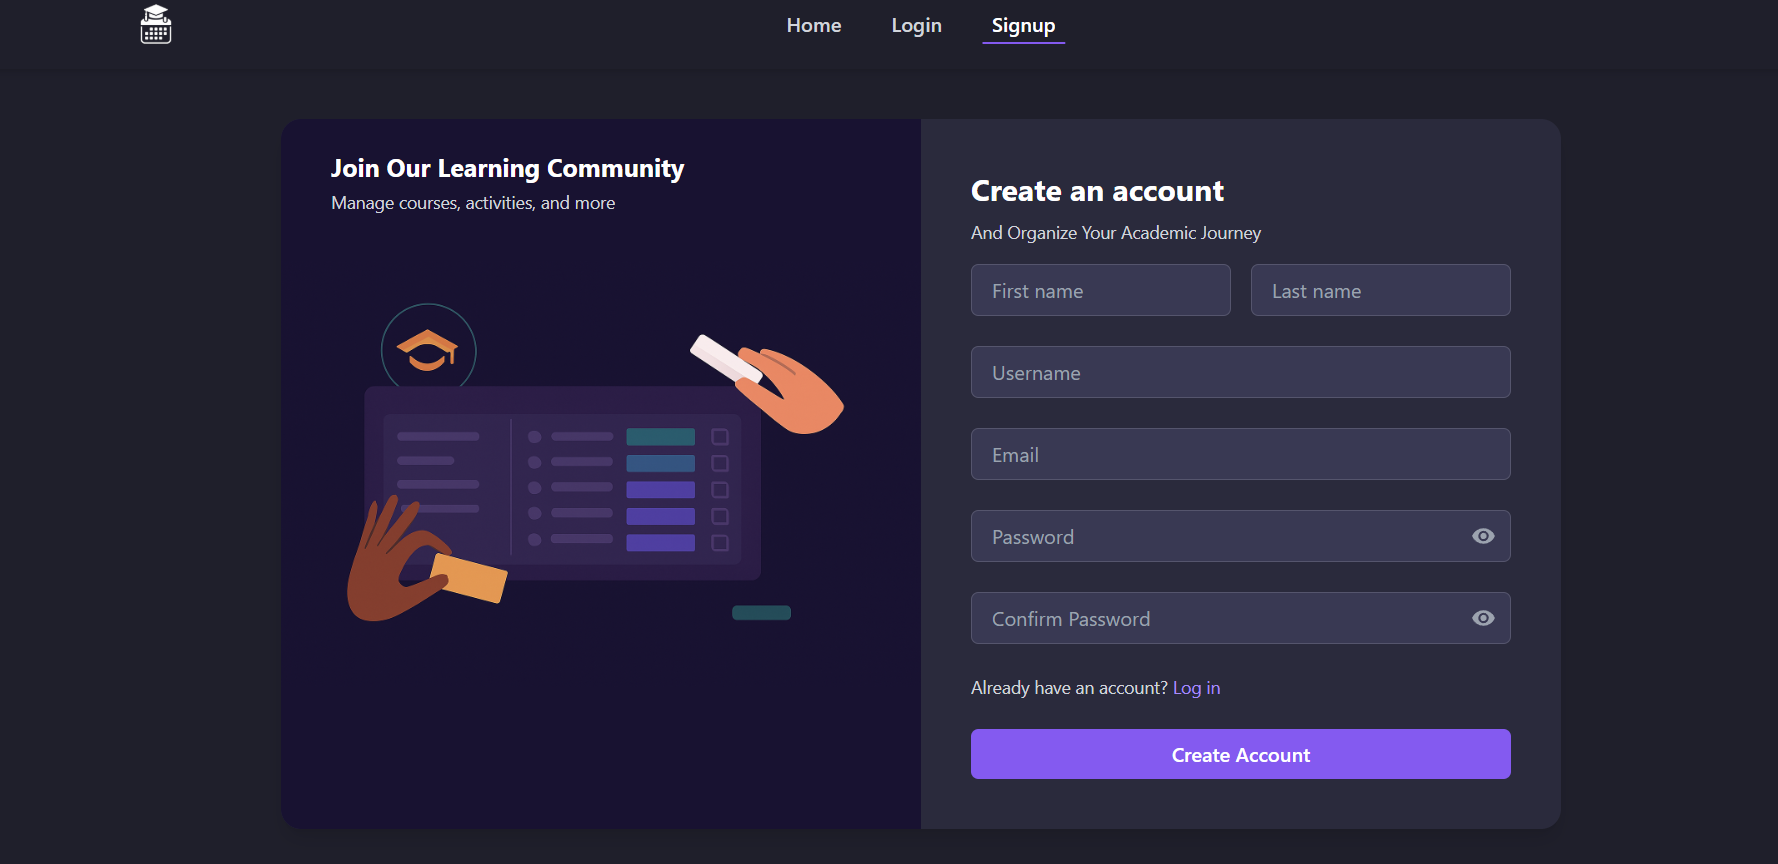 Home
Login
Signup
Join Our Learning Community
Manage courses, activities, and more
Create an account
And Organize Your Academic Journey
First name
Last name
Username
Email
Password
Confirm Password
Already have an account? Log in
Create Account